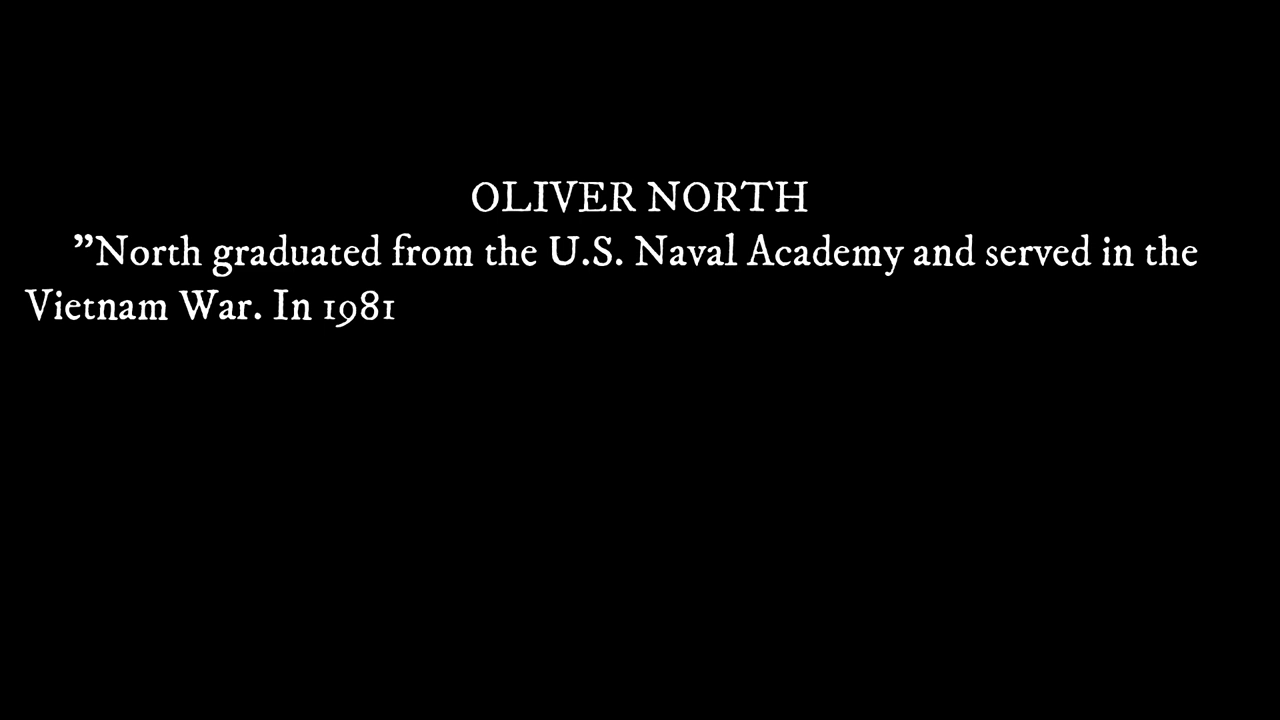 OLIVER NORTH
”North graduated from the U.S. Naval Academy and served in the
Vietnam War. In 1981